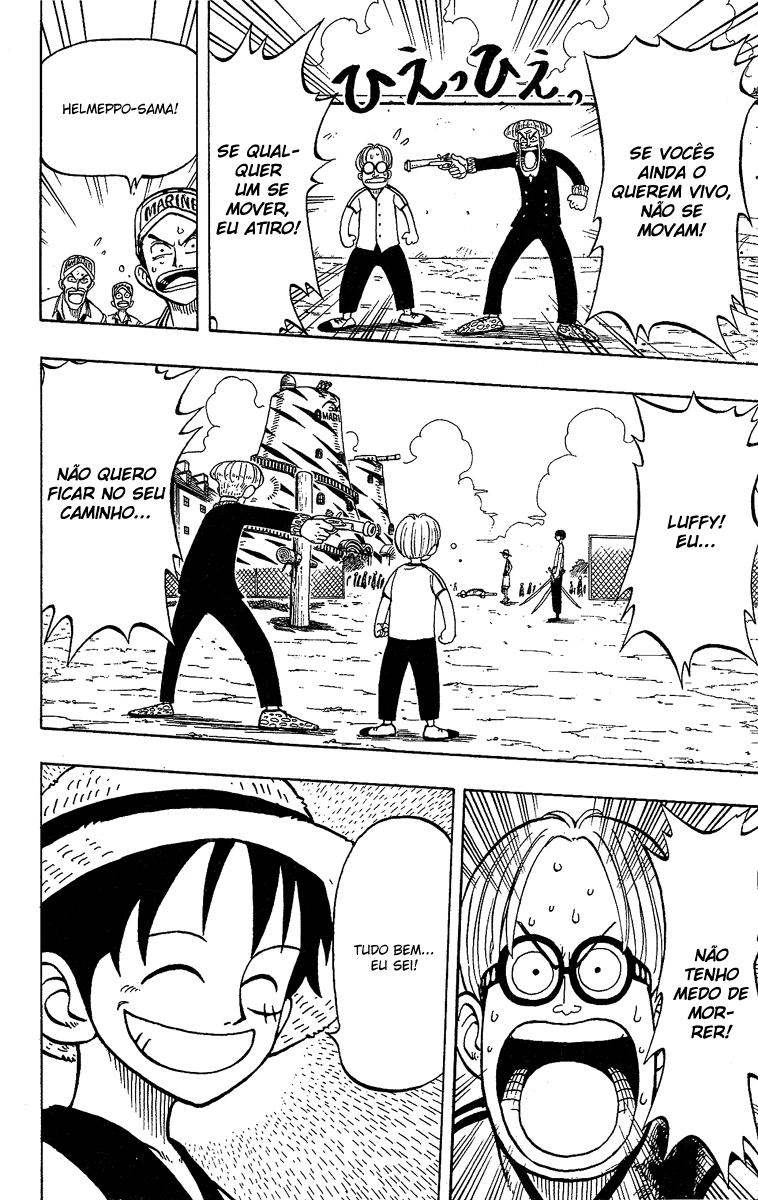 ひえっひえっ
SE VOCÊS
AINDA O
QUEREM VIVO,
NÃO SE
MOVAM!
SE QUAL-
QUER
UM SE
MOVER,
EU ATIRO!
HELMEPPO-SAMA!
MARINE
LUFFY!
EU...
NÃO QUERO
FICAR NO SEU
CAMINHO...
NÃO
TENHO
MEDO DE
MOR-
RER!
TUDO BEM...
EU SEI!